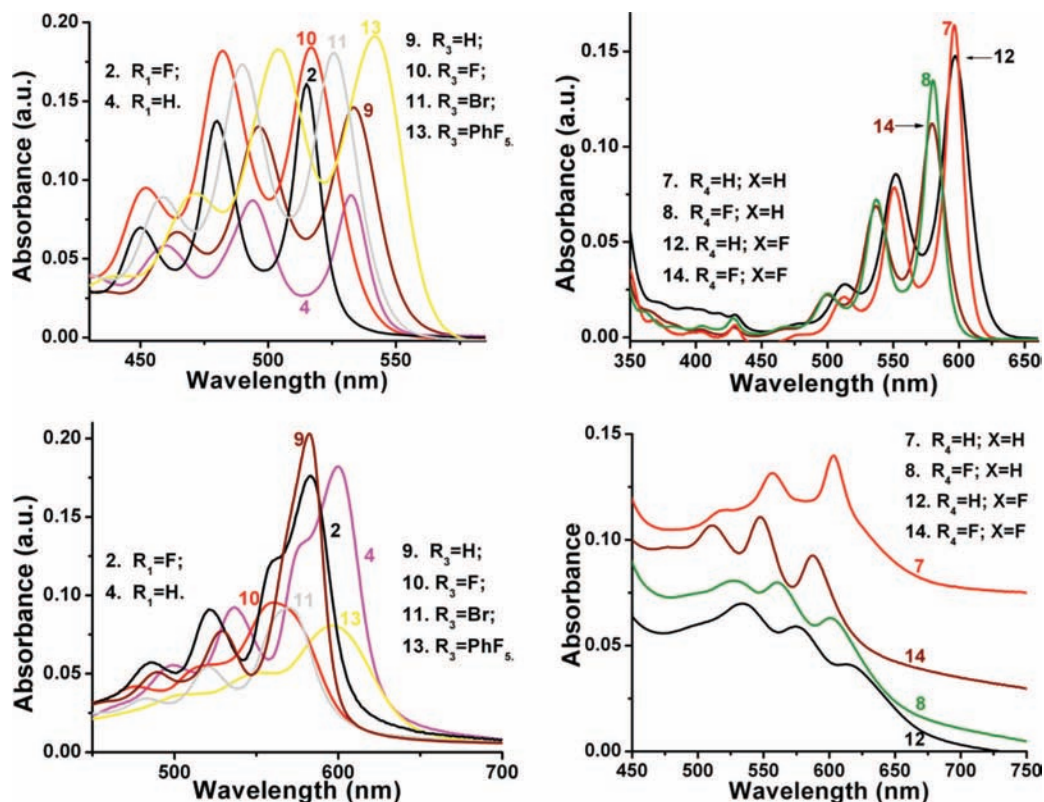 0.20
0.15
0.10
0.05
0.00
Absorbance (a.u.)
2. R1=F;
4. R1=H.
10
11
13
2
9
4
9. R3=H;
10. R3=F;
11. R3=Br;
13. R3=PhF5.
450 500 550
Wavelength (nm)
0.15
0.10
0.05
0.00
Absorbance (a.u.)
7
12
8
14
7. R4=H; X=H
8. R4=F; X=H
12. R4=H; X=F
14. R4=F; X=F
350 400 450 500 550 600 650
Wavelength (nm)
0.20
0.15
0.10
0.05
0.00
Absorbance (a.u.)
2. R1=F;
4. R1=H.
9
2
4
10
11
13
9. R3=H;
10. R3=F;
11. R3=Br;
13. R3=PhF5.
500 550 600 650 700
Wavelength (nm)
0.15
0.10
0.05
0.00
Absorbance
7. R4=H; X=H
8. R4=F; X=H
12. R4=H; X=F
14. R4=F; X=F
7
14
8
12
450 500 550 600 650 700 750
Wavelength (nm)